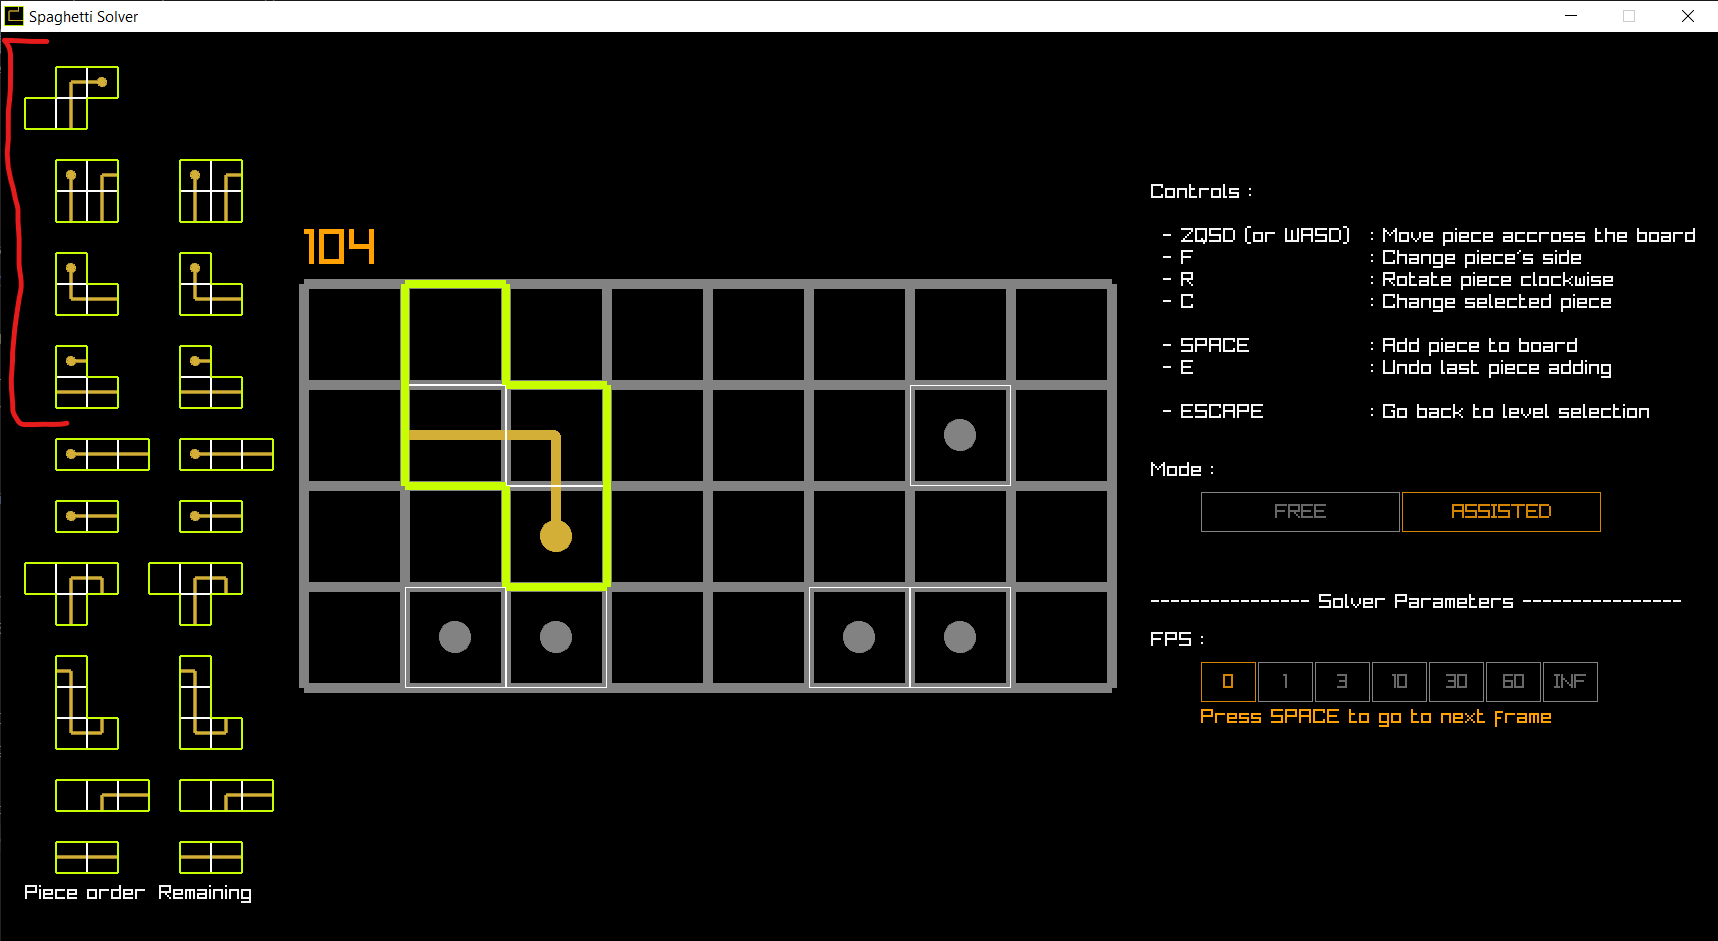 Spaghetti Solver
104
Controls :
- ZQSD (or WASD) : Move piece accross the board
- F : Change piece's side
- R : Rotate piece clockwise
- C : Change selected piece
- SPACE : Add piece to board
- E : Undo last piece adding
- ESCAPE : Go back to level selection
Mode :
FREE ASSISTED
---------------- Solver Parameters ----------------
FPS :
0 1 3 10 30 60 INF
Press SPACE to go to next frame
Piece order Remaining